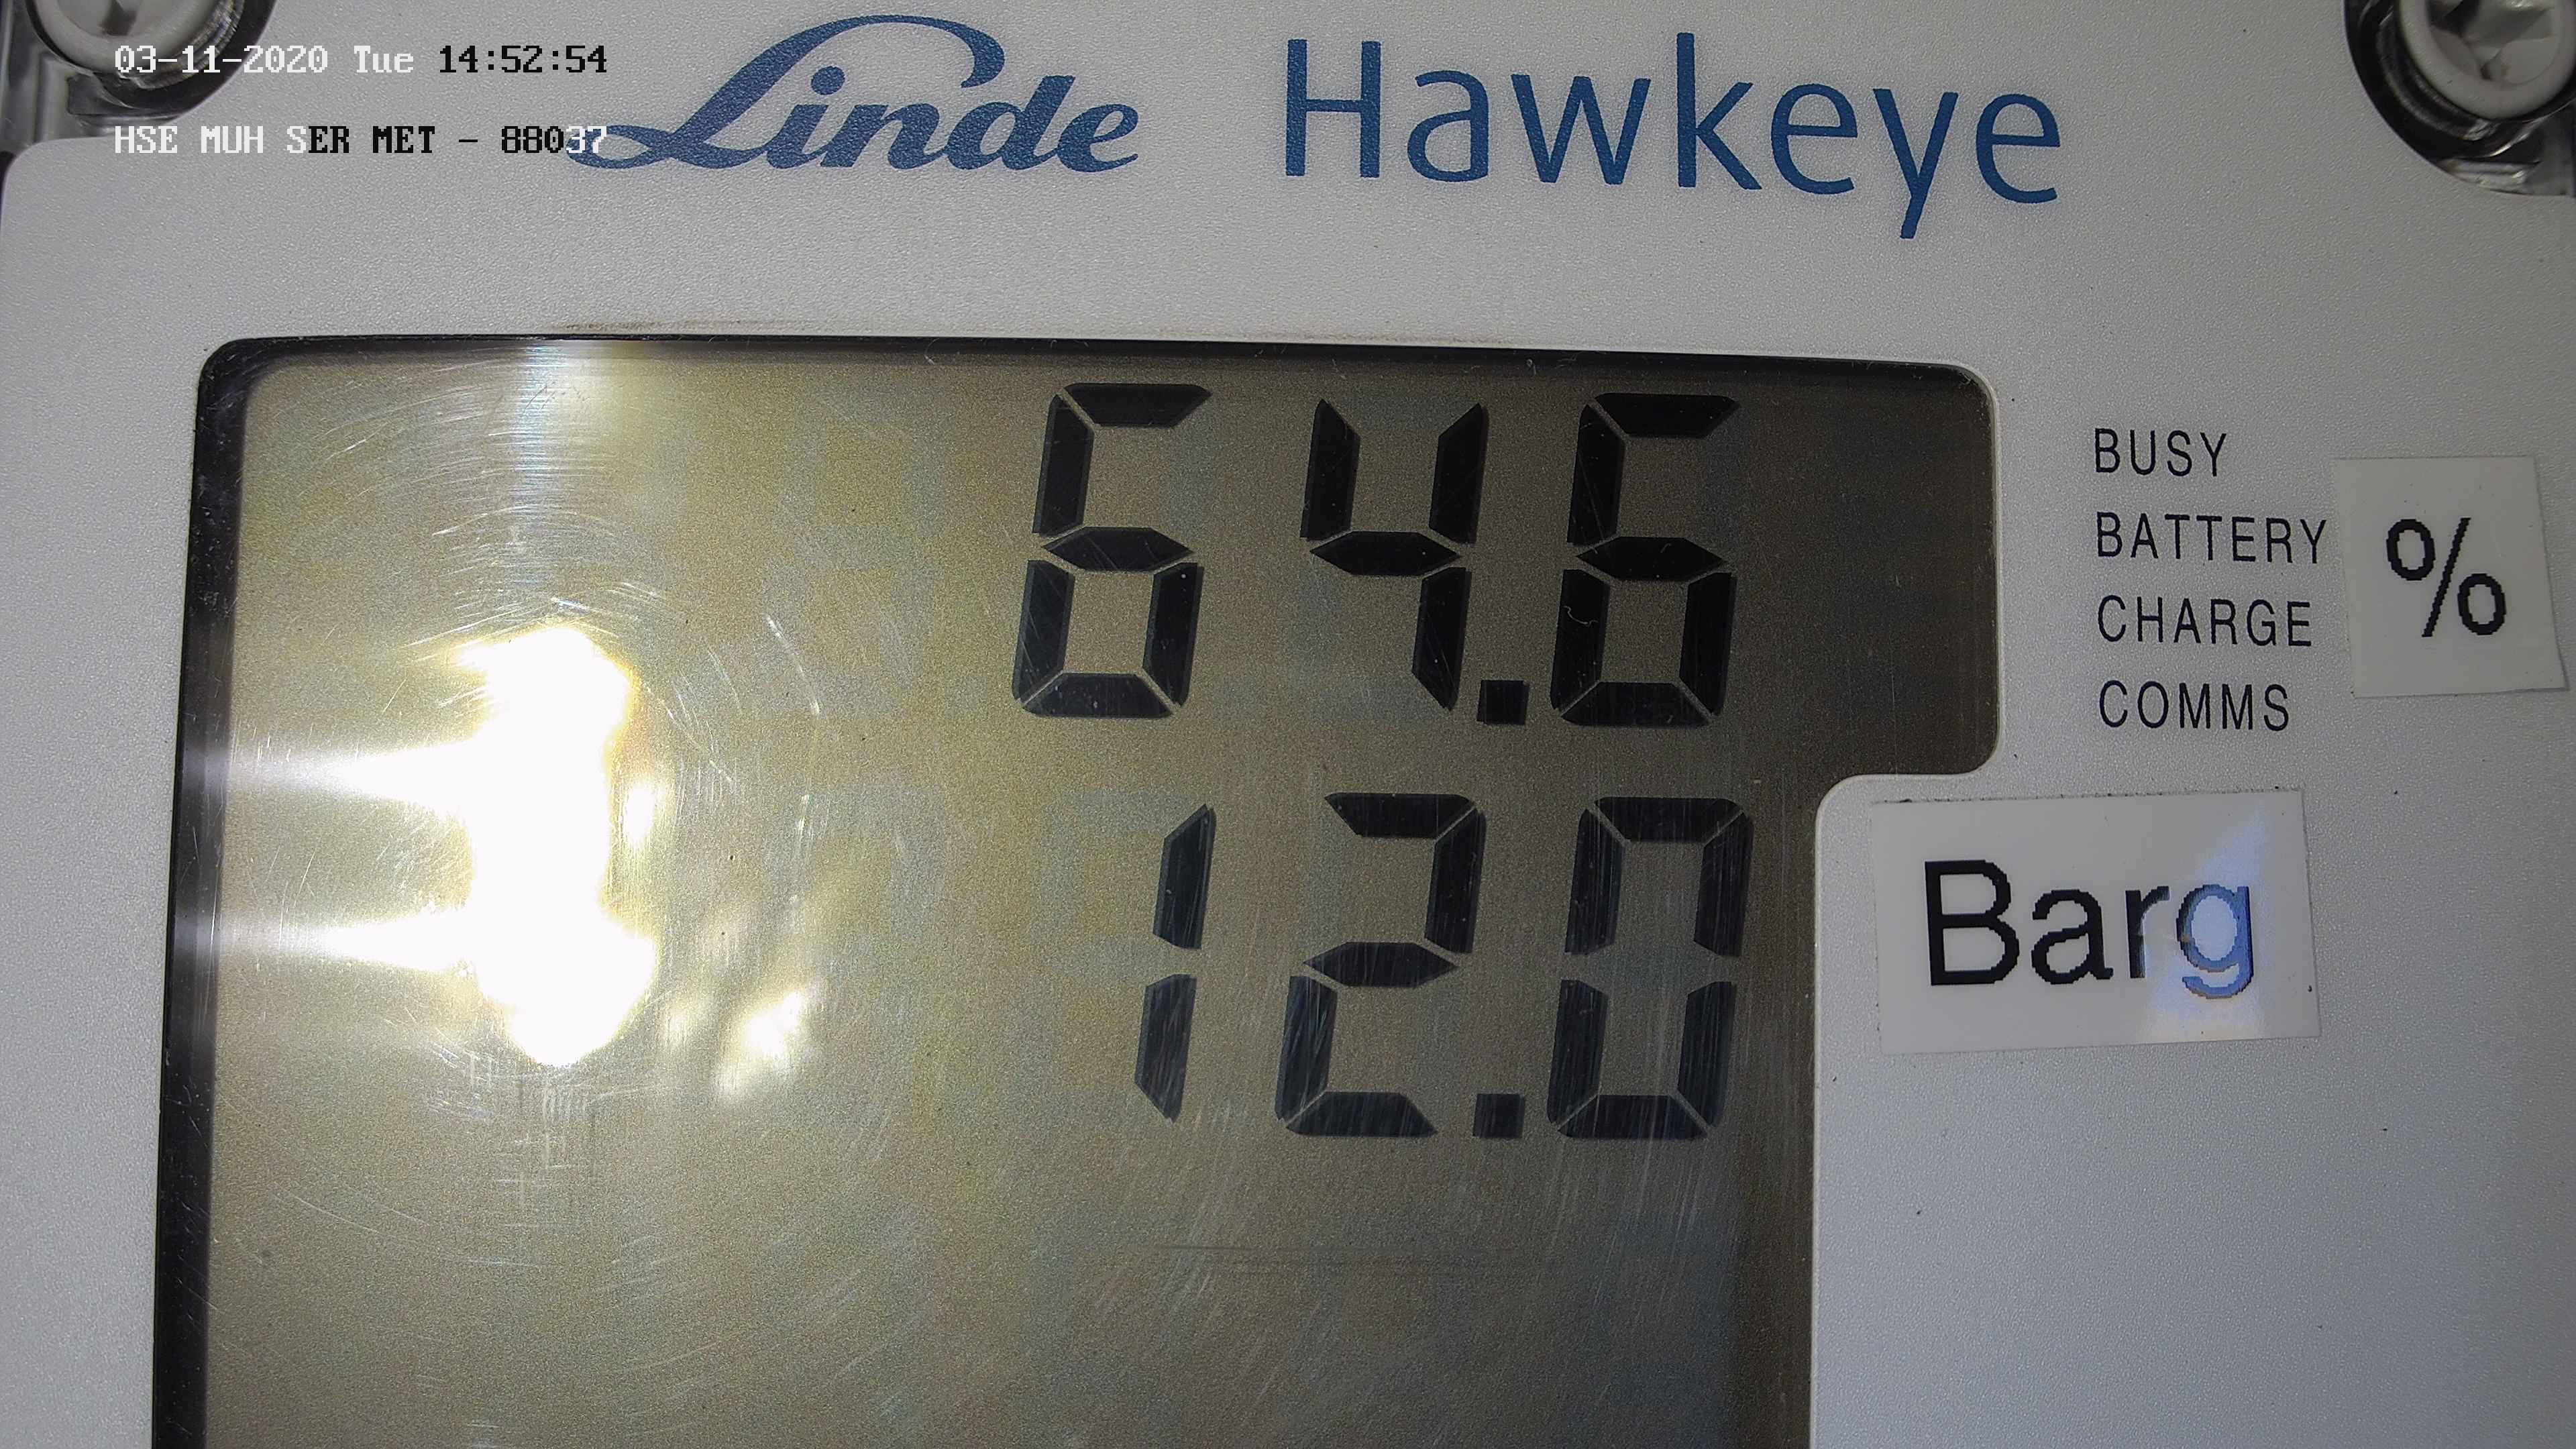 03-11-2020 Tue 14:52:54
HSE MUH SER MET - 88037
Linde Hawkeye
64.6
BUSY
BATTERY
CHARGE
COMMS
%
12.0
Barg